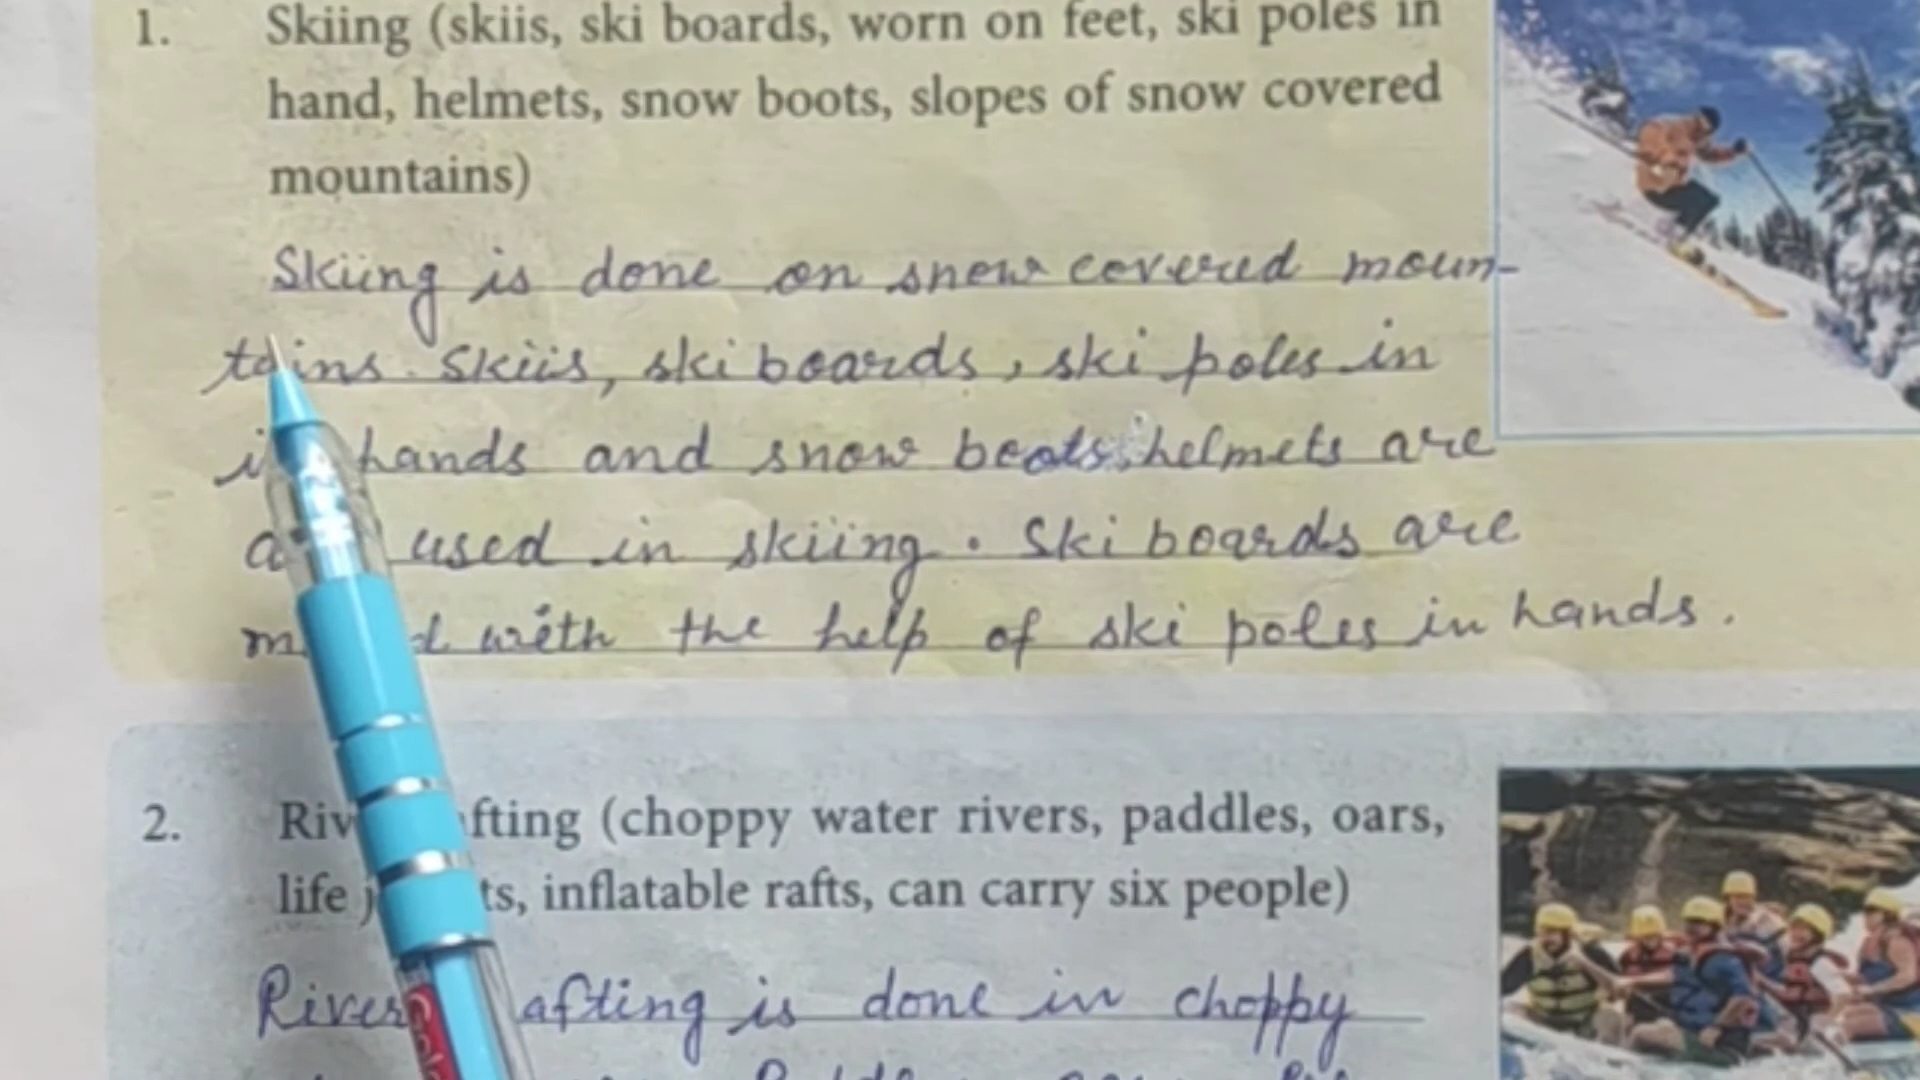 1. Skiing (skiis, ski boards, worn on feet, ski poles in
hand, helmets, snow boots, slopes of snow covered
mountains)
Skiing is done on snow covered moun-
tains. Skiis, ski boards, ski poles in
hands and snow boots, helmets are
used in skiing. Ski boards are
with the help of ski poles in hands.
2. fting (choppy water rivers, paddles, oars,
life ts, inflatable rafts, can carry six people)
River afting is done in choppy